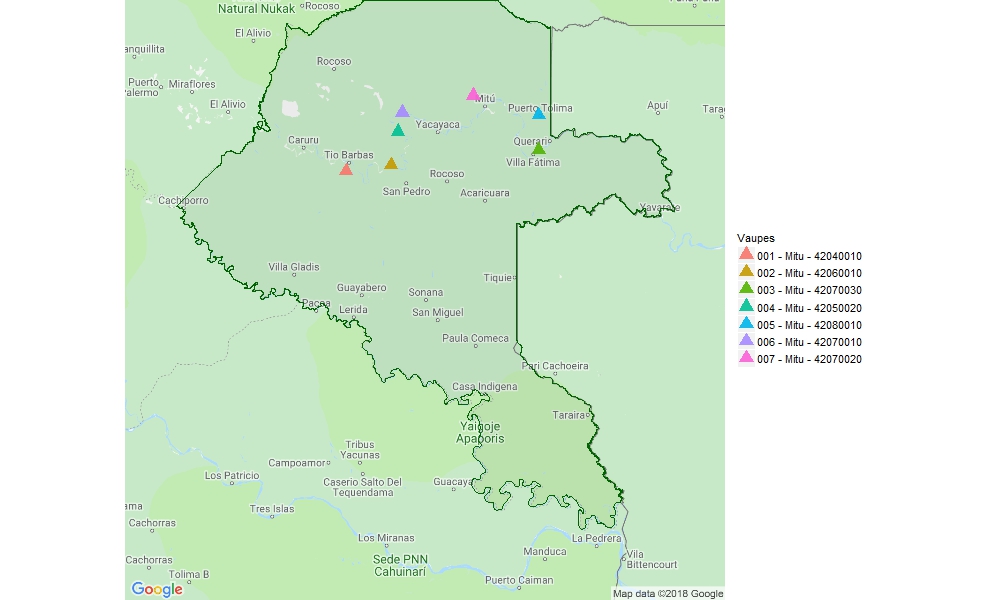 Natural Nukak
Rocoso
El Alivio
anquillita
Rocoso
Puerto
alermo
Miraflores
El Alivio
Mitú
Puerto Tolima
Apuí
Yacayaca
Caruru
Querario
Tio Barbas
Villa Fátima
Rocoso
San Pedro
Acaricuara
Cachiporro
Yavarate
Villa Gladis
Tiquie
Guayabero
Sonana
Pacoa
Lerida
San Miguel
Paula Comeca
Pari Cachoeira
Casa Indigena
Taraira
Yaigoje
Apaporis
Tribus
Yacunas
Campoamor
Los Patricio
Caserio Salto Del
Tequendama
Guacaya
ama
Tres Islas
Cachorras
Los Miranas
La Pedrera
Manduca
Vila
Bittencourt
Cachorras
Sede PNN
Cahuinarí
Tolima B
Puerto Caiman
Google
Map data ©2018 Google
Vaupes
001 - Mitu - 42040010
002 - Mitu - 42060010
003 - Mitu - 42070030
004 - Mitu - 42050020
005 - Mitu - 42080010
006 - Mitu - 42070010
007 - Mitu - 42070020